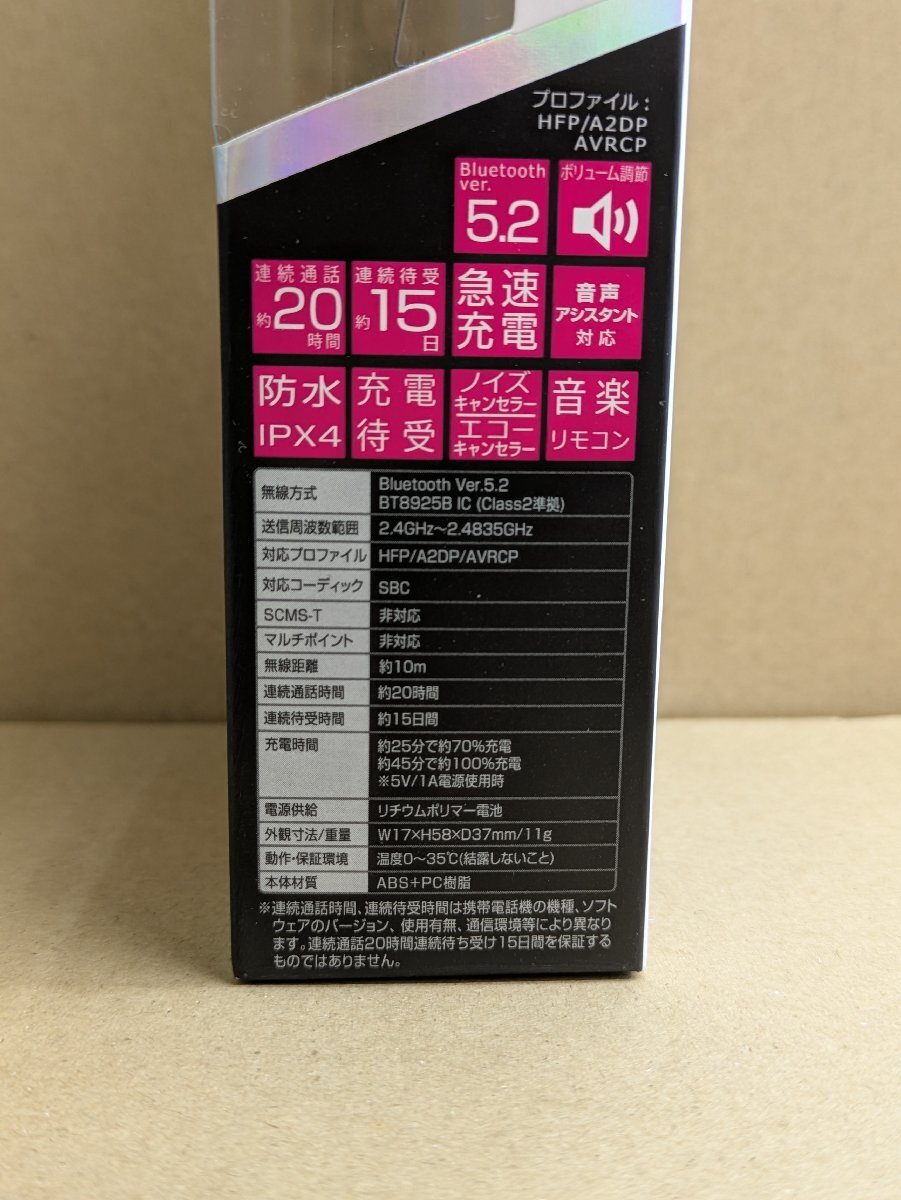 プロファイル:
HFP/A2DP
AVRCP
Bluetooth
ver.
5.2
ボリューム調節
連続通話
約20
時間
連続待受
約15
日
急速
充電
音声
アシスタント
対応
防水
IPX4
充電
待受
ノイズ
キャンセラー
エコー
キャンセラー
音楽
リモコン
無線方式 Bluetooth Ver.5.2
BT8925B IC (Class2準拠)
送信周波数範囲 2.4GHz〜2.4835GHz
対応プロファイル HFP/A2DP/AVRCP
対応コーディック SBC
SCMS-T 非対応
マルチポイント 非対応
無線距離 約10m
連続通話時間 約20時間
連続待受時間 約15日間
充電時間 約25分で約70%充電
約45分で約100%充電
※5V/1A電源使用時
電源供給 リチウムポリマー電池
外観寸法/重量 W17×H58×D37mm/11g
動作・保証環境 温度0〜35℃(結露しないこと)
本体材質 ABS+PC樹脂
※連続通話時間、連続待受時間は携帯電話機の機種、ソフト
ウェアのバージョン、使用有無、通信環境等により異なり
ます。連続通話20時間連続待ち受け15日間を保証する
ものではありません。